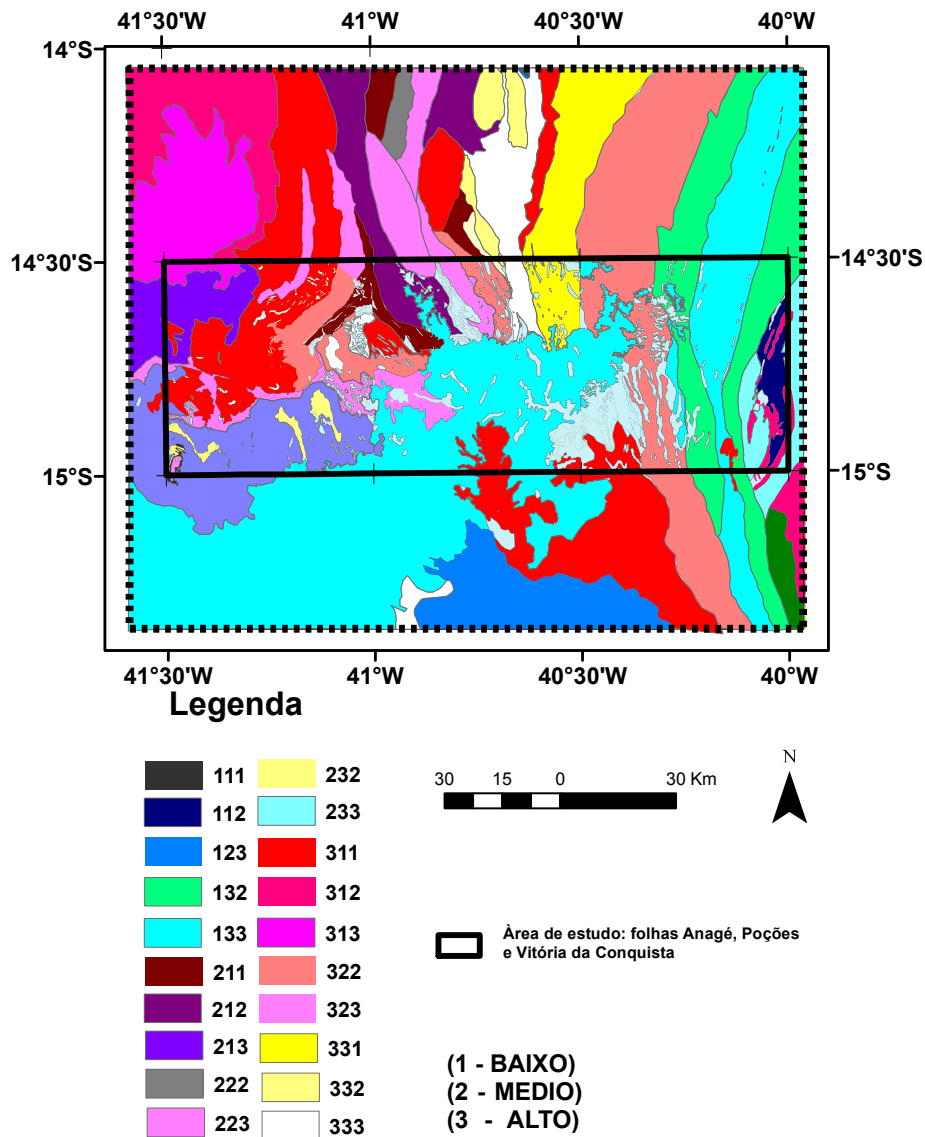 41°30'W 41°W 40°30'W 40°W
14°S
14°30'S 14°30'S
15°S 15°S
41°30'W 41°W 40°30'W 40°W
Legenda
111 232
112 233
123 311
132 312
133 313
211 322
212 323
213 331
222 332
223 333
30 15 0 30 Km
N
Àrea de estudo: folhas Anagé, Poções
e Vitória da Conquista
(1 - BAIXO)
(2 - MEDIO)
(3 - ALTO)